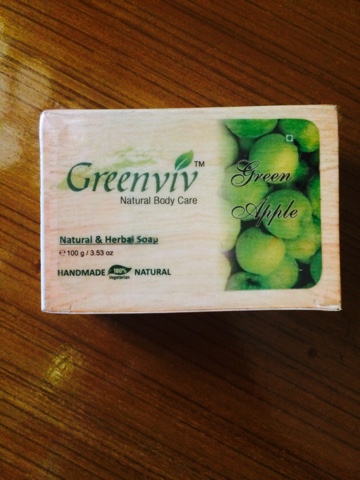 Greenviv™
Natural Body Care
Green
Apple
Natural & Herbal Soap
℮ 100 g / 3.53 oz
HANDMADE 100% Vegetarian NATURAL